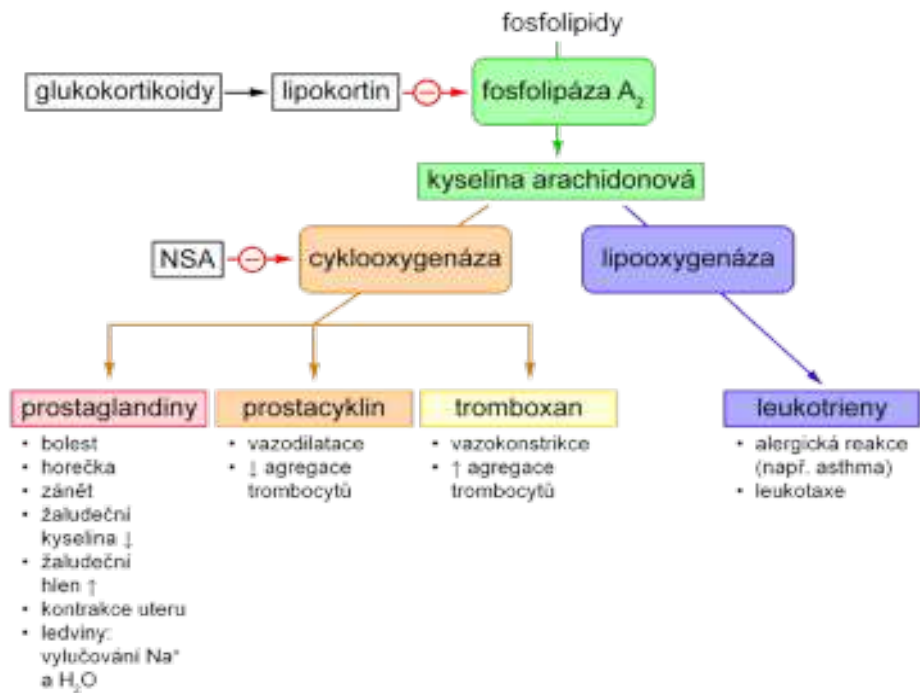 fosfolipidy
glukokortikoidy
lipokortin
fosfolipáza A₂
kyselina arachidonová
NSA
cyklooxygenáza
lipooxygenáza
prostaglandiny
• bolest
• horečka
• zánět
• žaludeční
kyselina ↓
• žaludeční
hlen ↑
• kontrakce uteru
• ledviny:
vylučování Na⁺
a H₂O
prostacyklin
• vazodilatace
• ↓ agregace
trombocytů
tromboxan
• vazokonstrikce
• ↑ agregace
trombocytů
leukotrieny
• alergická reakce
(např. asthma)
• leukotaxe